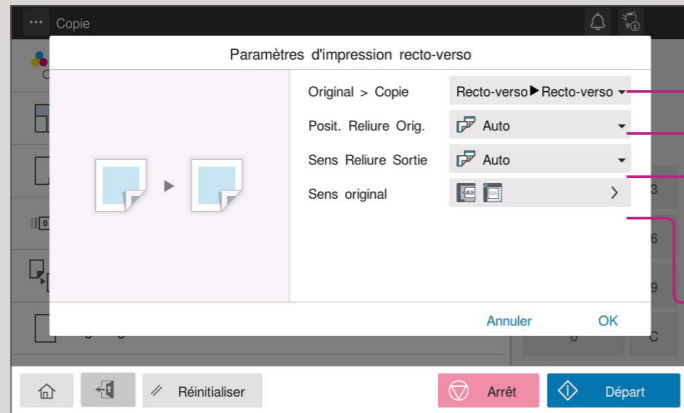 Copie
Paramètres d'impression recto-verso
Original > Copie
Recto-verso▶Recto-verso
Posit. Reliure Orig.
Auto
Sens Reliure Sortie
Auto
Sens original
3
6
9
Annuler
OK
0
C
Réinitialiser
Arrêt
Départ